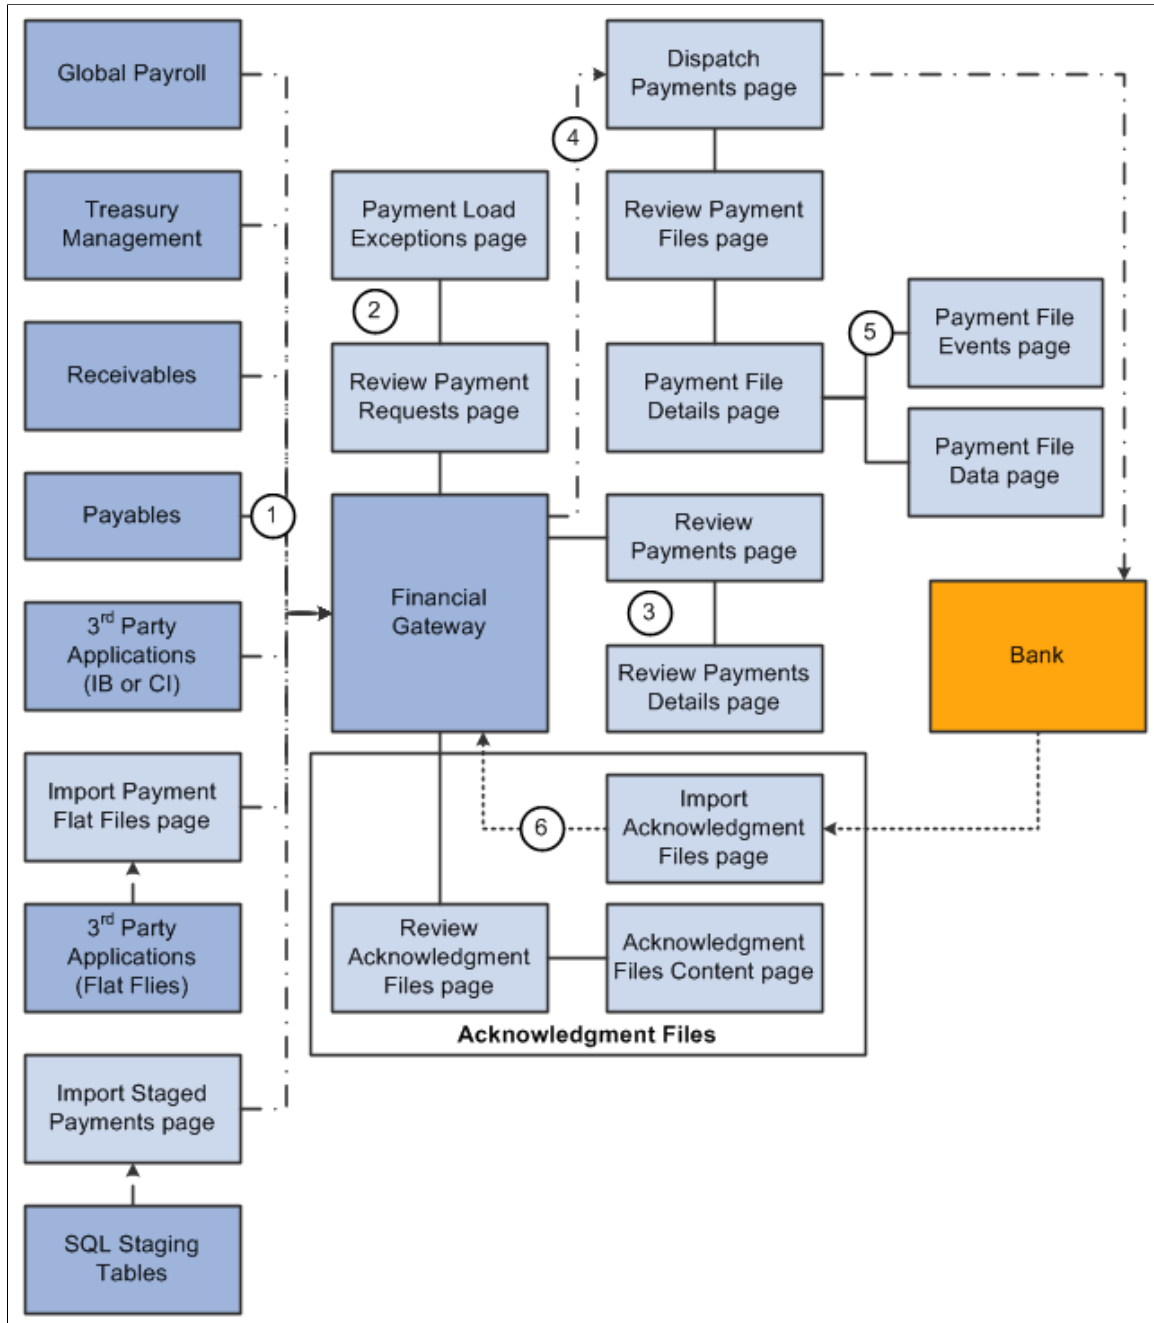 Global Payroll
Treasury
Management
Receivables
Payables
3rd Party
Applications
(IB or CI)
Import Payment
Flat Files page
3rd Party
Applications
(Flat Flies)
Import Staged
Payments page
SQL Staging
Tables
1
Payment Load
Exceptions page
2
Review Payment
Requests page
Financial
Gateway
Dispatch
Payments page
4
Review Payment
Files page
Payment File
Details page
5
Payment File
Events page
Payment File
Data page
Review
Payments page
3
Review Payments
Details page
Bank
Import
Acknowledgment
Files page
6
Review
Acknowledgment
Files page
Acknowledgment
Files Content page
Acknowledgment Files